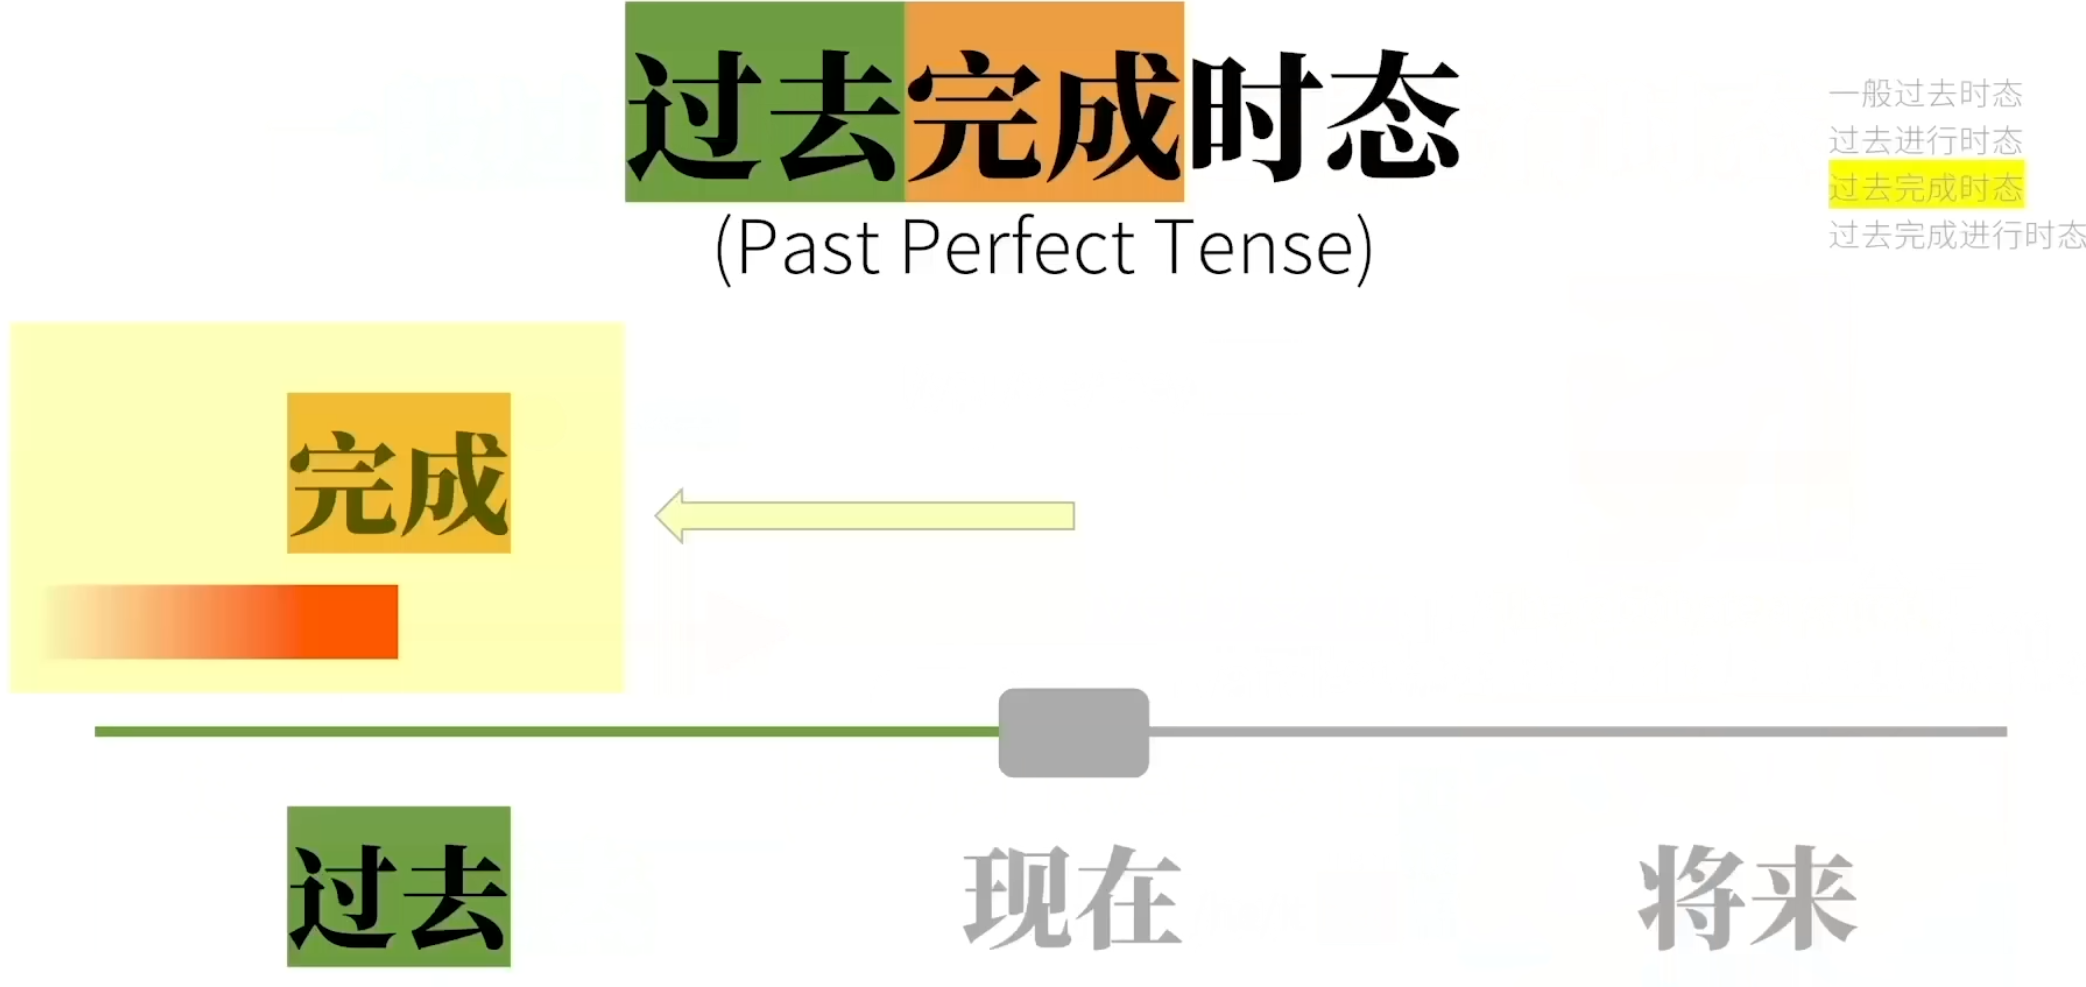 过去完成时态
(Past Perfect Tense)
一般过去时态
过去进行时态
过去完成时态
过去完成进行时态
完成
过去
现在
将来